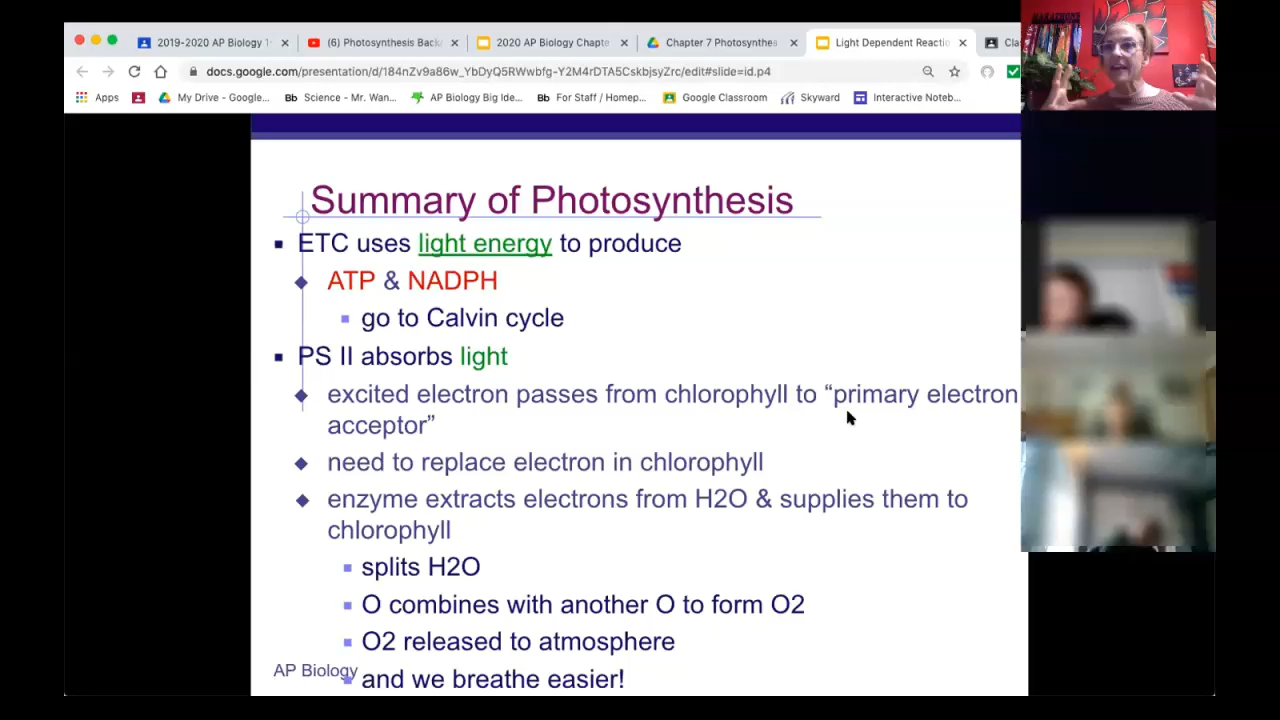 2019-2020 AP Biology 1
(6) Photosynthesis Back
2020 AP Biology Chapte
Chapter 7 Photosynthes
Light Dependent Reactio
Cla
docs.google.com/presentation/d/184nZv9a86w_YbDyQ5RWwbfg-Y2M4rDTA5CskbjsyZrc/edit#slide=id.p4
Apps
My Drive - Google...
Bb Science - Mr. Wan...
AP Biology Big Ide...
Bb For Staff / Homep...
Google Classroom
Skyward
Interactive Noteb...
Summary of Photosynthesis
ETC uses light energy to produce
ATP & NADPH
go to Calvin cycle
PS II absorbs light
excited electron passes from chlorophyll to “primary electron
acceptor”
need to replace electron in chlorophyll
enzyme extracts electrons from H2O & supplies them to
chlorophyll
splits H2O
O combines with another O to form O2
O2 released to atmosphere
and we breathe easier!
AP Biology